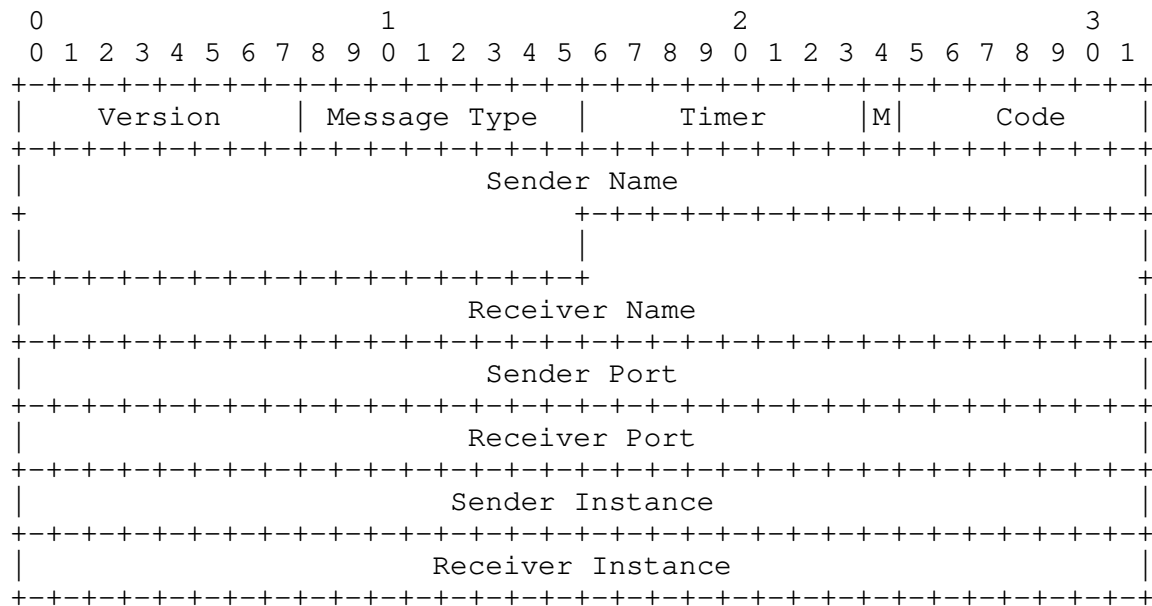 0                   1                   2                   3
 0 1 2 3 4 5 6 7 8 9 0 1 2 3 4 5 6 7 8 9 0 1 2 3 4 5 6 7 8 9 0 1
+-+-+-+-+-+-+-+-+-+-+-+-+-+-+-+-+-+-+-+-+-+-+-+-+-+-+-+-+-+-+-+-+
|    Version    | Message Type  |     Timer     |M|     Code    |
+-+-+-+-+-+-+-+-+-+-+-+-+-+-+-+-+-+-+-+-+-+-+-+-+-+-+-+-+-+-+-+-+
|                          Sender Name                          |
+                               +-+-+-+-+-+-+-+-+-+-+-+-+-+-+-+-+
|                               |                               |
+-+-+-+-+-+-+-+-+-+-+-+-+-+-+-+-+                               +
|                         Receiver Name                         |
+-+-+-+-+-+-+-+-+-+-+-+-+-+-+-+-+-+-+-+-+-+-+-+-+-+-+-+-+-+-+-+-+
|                          Sender Port                          |
+-+-+-+-+-+-+-+-+-+-+-+-+-+-+-+-+-+-+-+-+-+-+-+-+-+-+-+-+-+-+-+-+
|                         Receiver Port                         |
+-+-+-+-+-+-+-+-+-+-+-+-+-+-+-+-+-+-+-+-+-+-+-+-+-+-+-+-+-+-+-+-+
|                        Sender Instance                        |
+-+-+-+-+-+-+-+-+-+-+-+-+-+-+-+-+-+-+-+-+-+-+-+-+-+-+-+-+-+-+-+-+
|                       Receiver Instance                       |
+-+-+-+-+-+-+-+-+-+-+-+-+-+-+-+-+-+-+-+-+-+-+-+-+-+-+-+-+-+-+-+-+